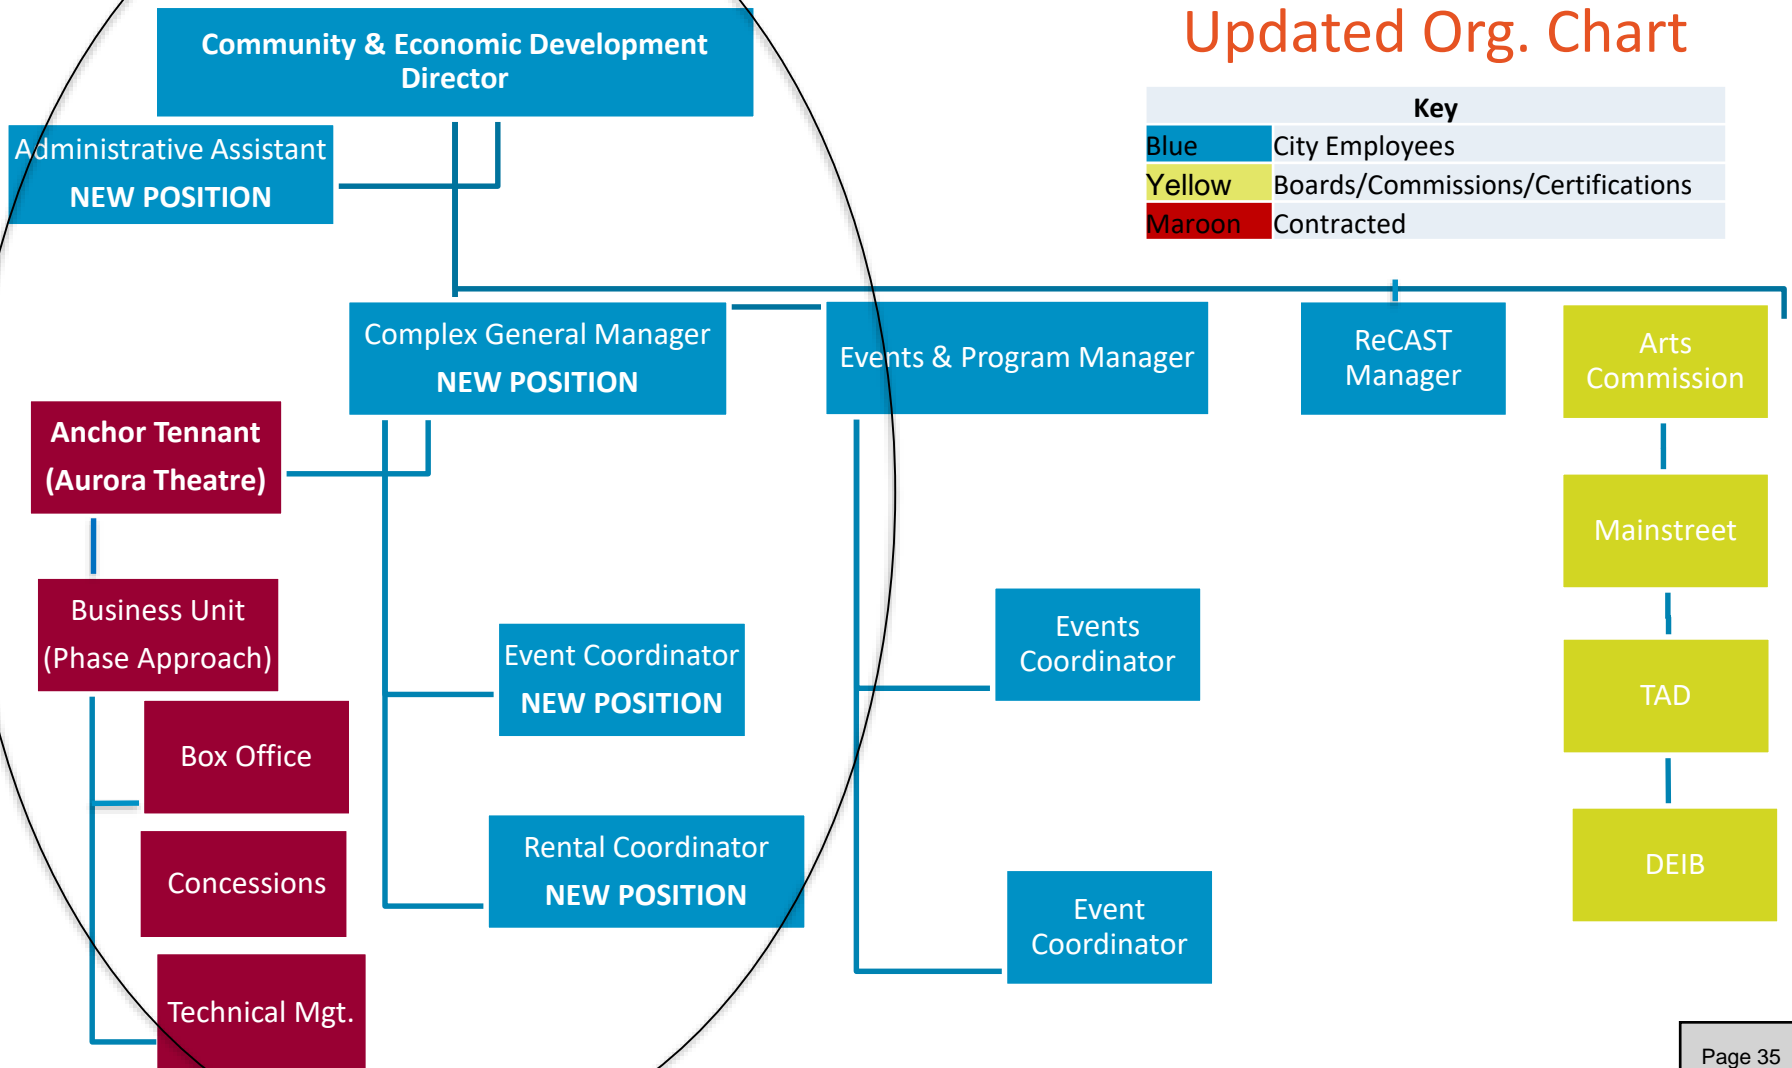 Updated Org. Chart
Community & Economic Development
Director
Key
Blue City Employees
Yellow Boards/Commissions/Certifications
Maroon Contracted
Administrative Assistant
NEW POSITION
Complex General Manager
NEW POSITION
Events & Program Manager
ReCAST
Manager
Arts
Commission
Anchor Tennant
(Aurora Theatre)
Mainstreet
Business Unit
(Phase Approach)
Event Coordinator
NEW POSITION
Events
Coordinator
TAD
Box Office
Rental Coordinator
NEW POSITION
Concessions
DEIB
Event
Coordinator
Technical Mgt.
Page 35